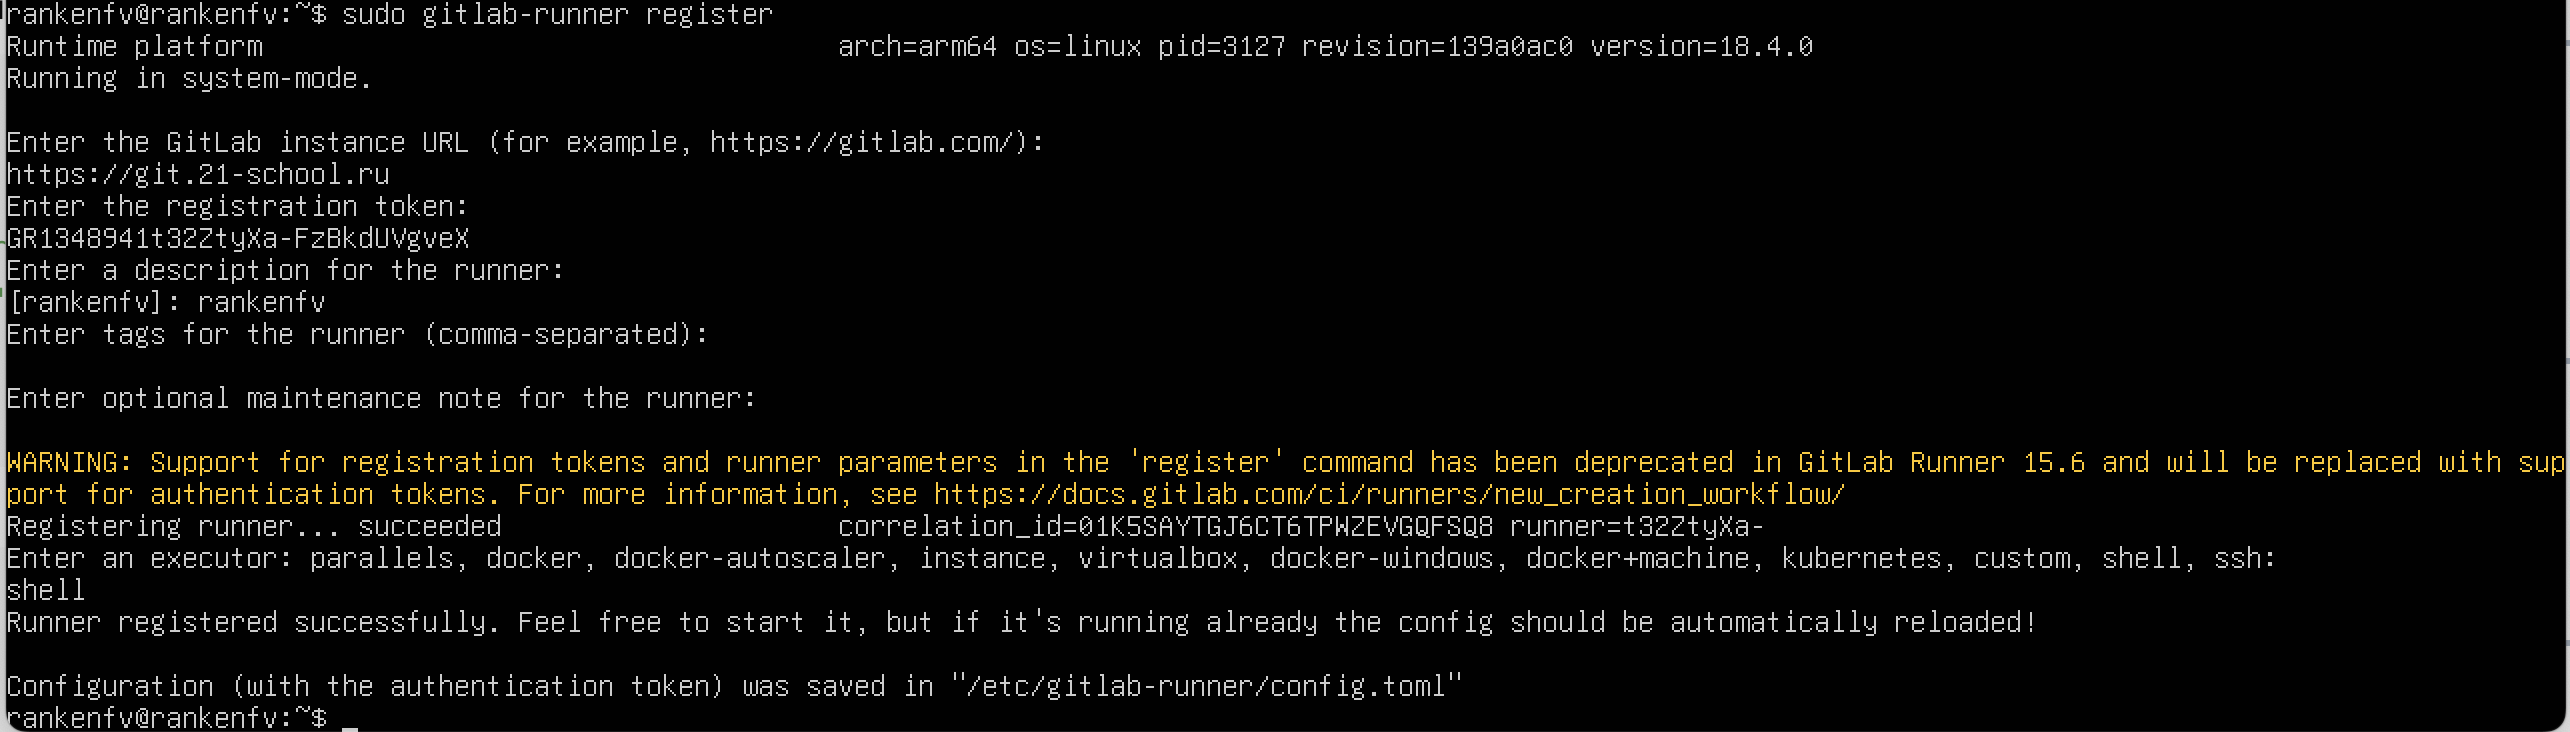 rankenfv@rankenfv:~$ sudo gitlab-runner register
Runtime platform arch=arm64 os=linux pid=3127 revision=139a0ac0 version=18.4.0
Running in system-mode.
Enter the GitLab instance URL (for example, https://gitlab.com/):
https://git.21-school.ru
Enter the registration token:
GR1348941t32ZtyXa-FzBkdUVgveX
Enter a description for the runner:
[rankenfv]: rankenfv
Enter tags for the runner (comma-separated):
Enter optional maintenance note for the runner:
WARNING: Support for registration tokens and runner parameters in the 'register' command has been deprecated in GitLab Runner 15.6 and will be replaced with sup
port for authentication tokens. For more information, see https://docs.gitlab.com/ci/runners/new_creation_workflow/
Registering runner... succeeded correlation_id=01K5SAYTGJ6CT6TPWZEVGQFSQ8 runner=t32ZtyXa-
Enter an executor: parallels, docker, docker-autoscaler, instance, virtualbox, docker-windows, docker+machine, kubernetes, custom, shell, ssh:
shell
Runner registered successfully. Feel free to start it, but if it's running already the config should be automatically reloaded!
Configuration (with the authentication token) was saved in "/etc/gitlab-runner/config.toml"
rankenfv@rankenfv:~$